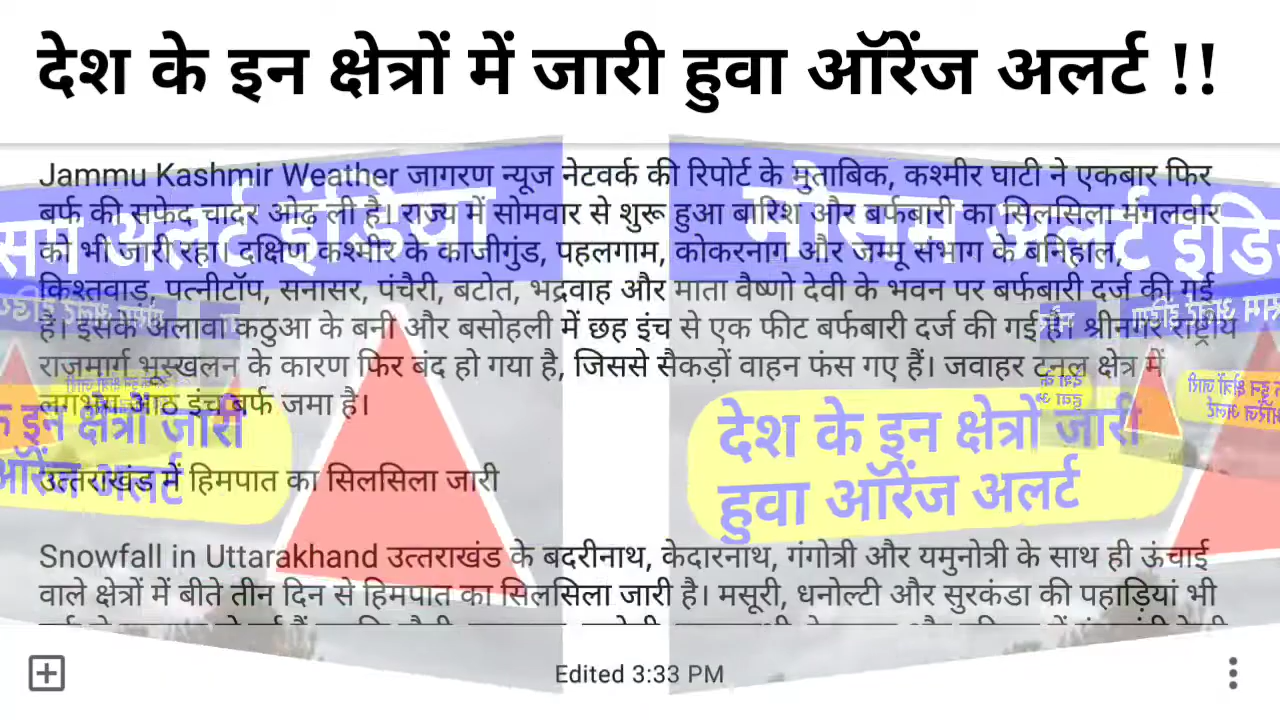 देश के इन क्षेत्रों में जारी हुवा ऑरेंज अलर्ट !!
Jammu Kashmir Weather जागरण न्यूज नेटवर्क की रिपोर्ट के मुताबिक, कश्मीर घाटी ने एकबार फिर
बर्फ की सफेद चादर ओढ़ ली है। राज्य में सोमवार से शुरू हुआ बारिश और बर्फबारी का सिलसिला मंगलवार
को भी जारी रहा। दक्षिण कश्मीर के काजीगुंड, पहलगाम, कोकरनाग और जम्मू संभाग के बनिहाल,
किश्तवाड़, पत्नीटॉप, सनासर, पंचैरी, बटोत, भद्रवाह और माता वैष्णो देवी के भवन पर बर्फबारी दर्ज की गई
है। इसके अलावा कठुआ के बनी और बसोहली में छह इंच से एक फीट बर्फबारी दर्ज की गई है। श्रीनगर राष्ट्रीय
राजमार्ग भूस्खलन के कारण फिर बंद हो गया है, जिससे सैकड़ों वाहन फंस गए हैं। जवाहर टनल क्षेत्र में
लगभग आठ इंच बर्फ जमा है।
उत्तराखंड में हिमपात का सिलसिला जारी
Snowfall in Uttarakhand उत्तराखंड के बदरीनाथ, केदारनाथ, गंगोत्री और यमुनोत्री के साथ ही ऊंचाई
वाले क्षेत्रों में बीते तीन दिन से हिमपात का सिलसिला जारी है। मसूरी, धनोल्टी और सुरकंडा की पहाड़ियां भी
अलर्ट इंडिया
मौसम अलर्ट
इन क्षेत्रों जारी
ऑरेंज अलर्ट
देश के इन क्षेत्रों जारी
हुवा ऑरेंज अलर्ट
Edited 3:33 PM